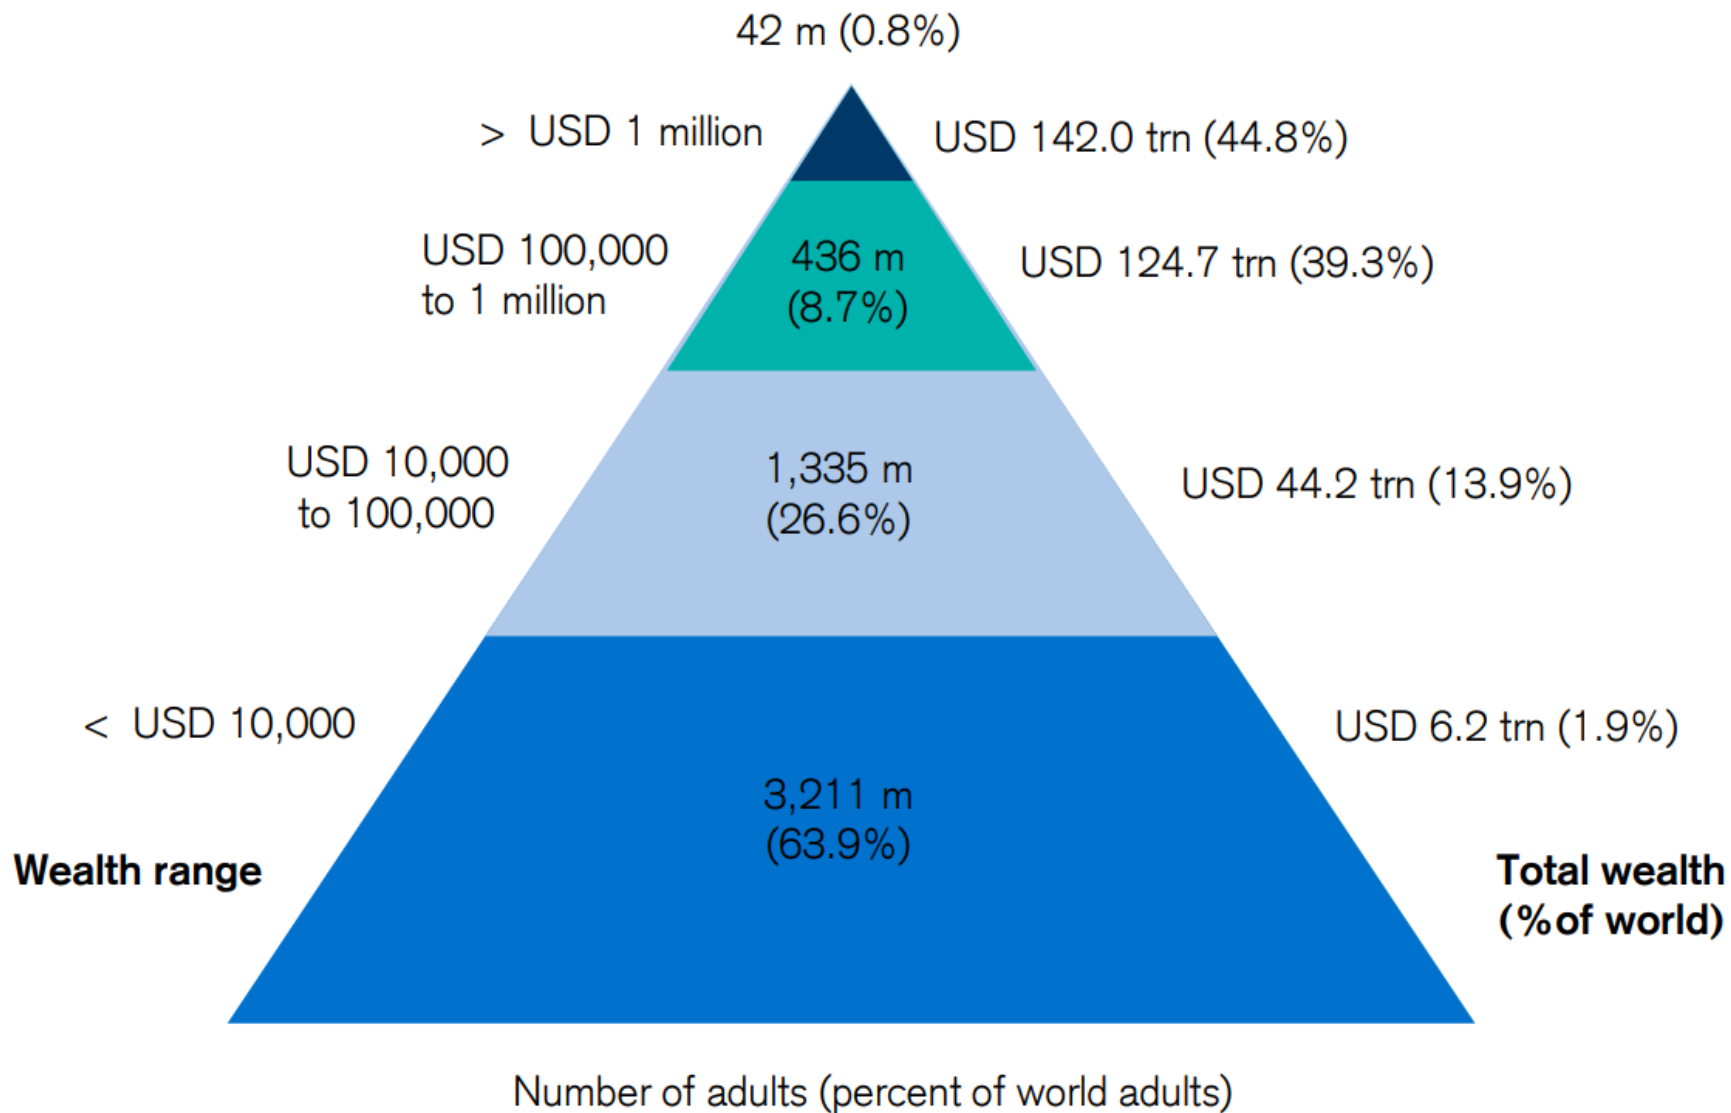 42 m (0.8%)
> USD 1 million
USD 142.0 trn (44.8%)
USD 100,000
to 1 million
436 m
(8.7%)
USD 124.7 trn (39.3%)
USD 10,000
to 100,000
1,335 m
(26.6%)
USD 44.2 trn (13.9%)
< USD 10,000
3,211 m
(63.9%)
USD 6.2 trn (1.9%)
Wealth range
Total wealth
(%of world)
Number of adults (percent of world adults)